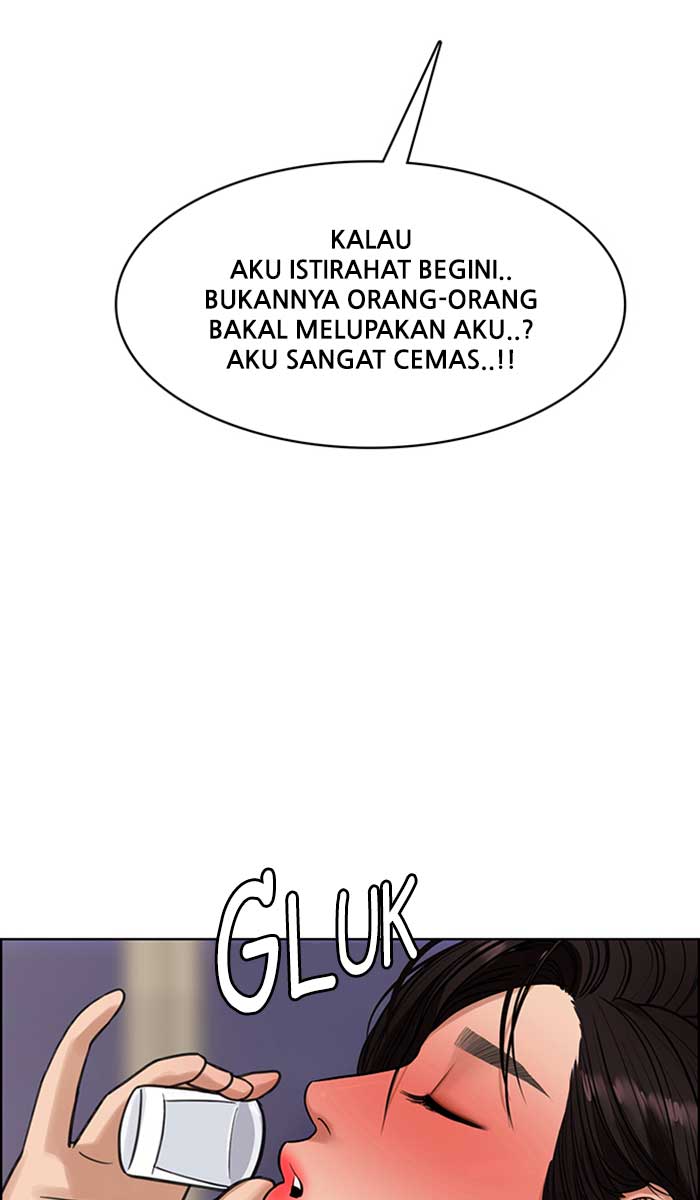 KALAU
AKU ISTIRAHAT BEGINI..
BUKANNYA ORANG-ORANG
BAKAL MELUPAKAN AKU..?
AKU SANGAT CEMAS..!!
GLUK